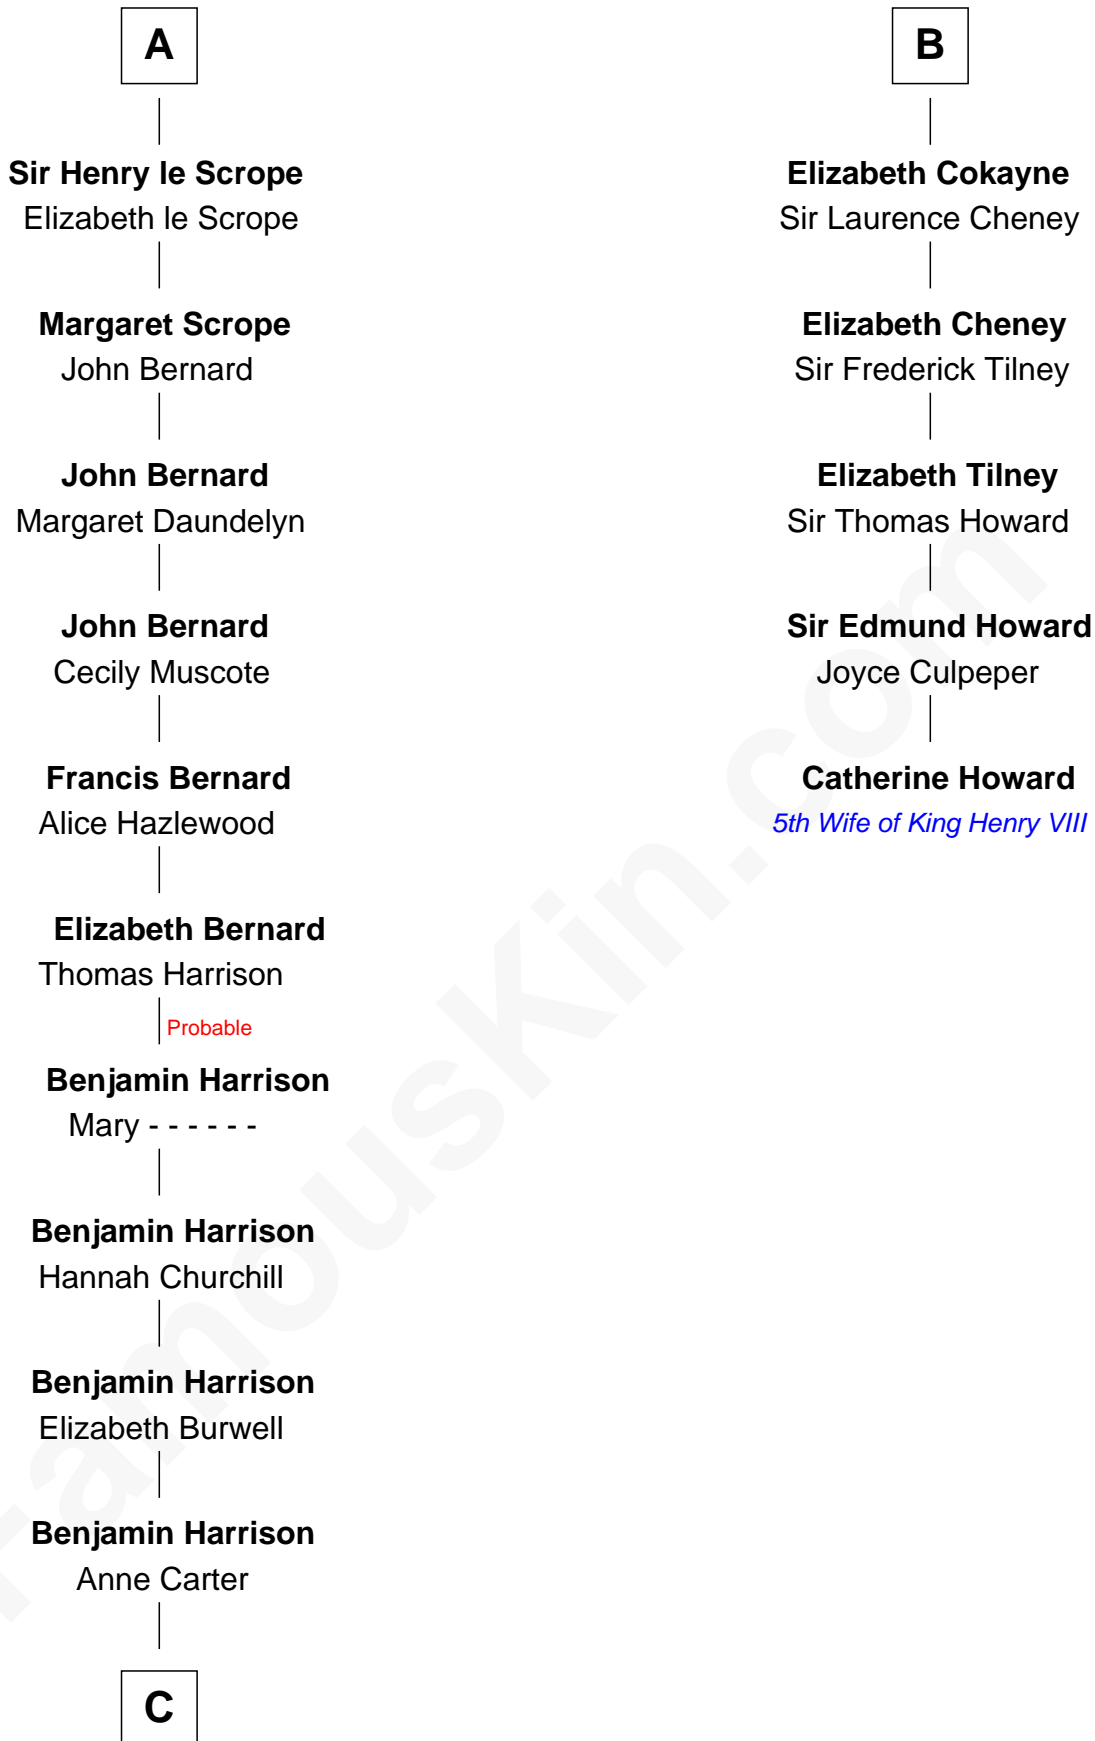 A
Sir Henry le Scrope
Elizabeth le Scrope
Margaret Scrope
John Bernard
John Bernard
Margaret Daundelyn
John Bernard
Cecily Muscote
Francis Bernard
Alice Hazlewood
Elizabeth Bernard
Thomas Harrison
Probable
Benjamin Harrison
Mary - - - - - -
Benjamin Harrison
Hannah Churchill
Benjamin Harrison
Elizabeth Burwell
Benjamin Harrison
Anne Carter
C
B
Elizabeth Cokayne
Sir Laurence Cheney
Elizabeth Cheney
Sir Frederick Tilney
Elizabeth Tilney
Sir Thomas Howard
Sir Edmund Howard
Joyce Culpeper
Catherine Howard
5th Wife of King Henry VIII
FamousKin.com